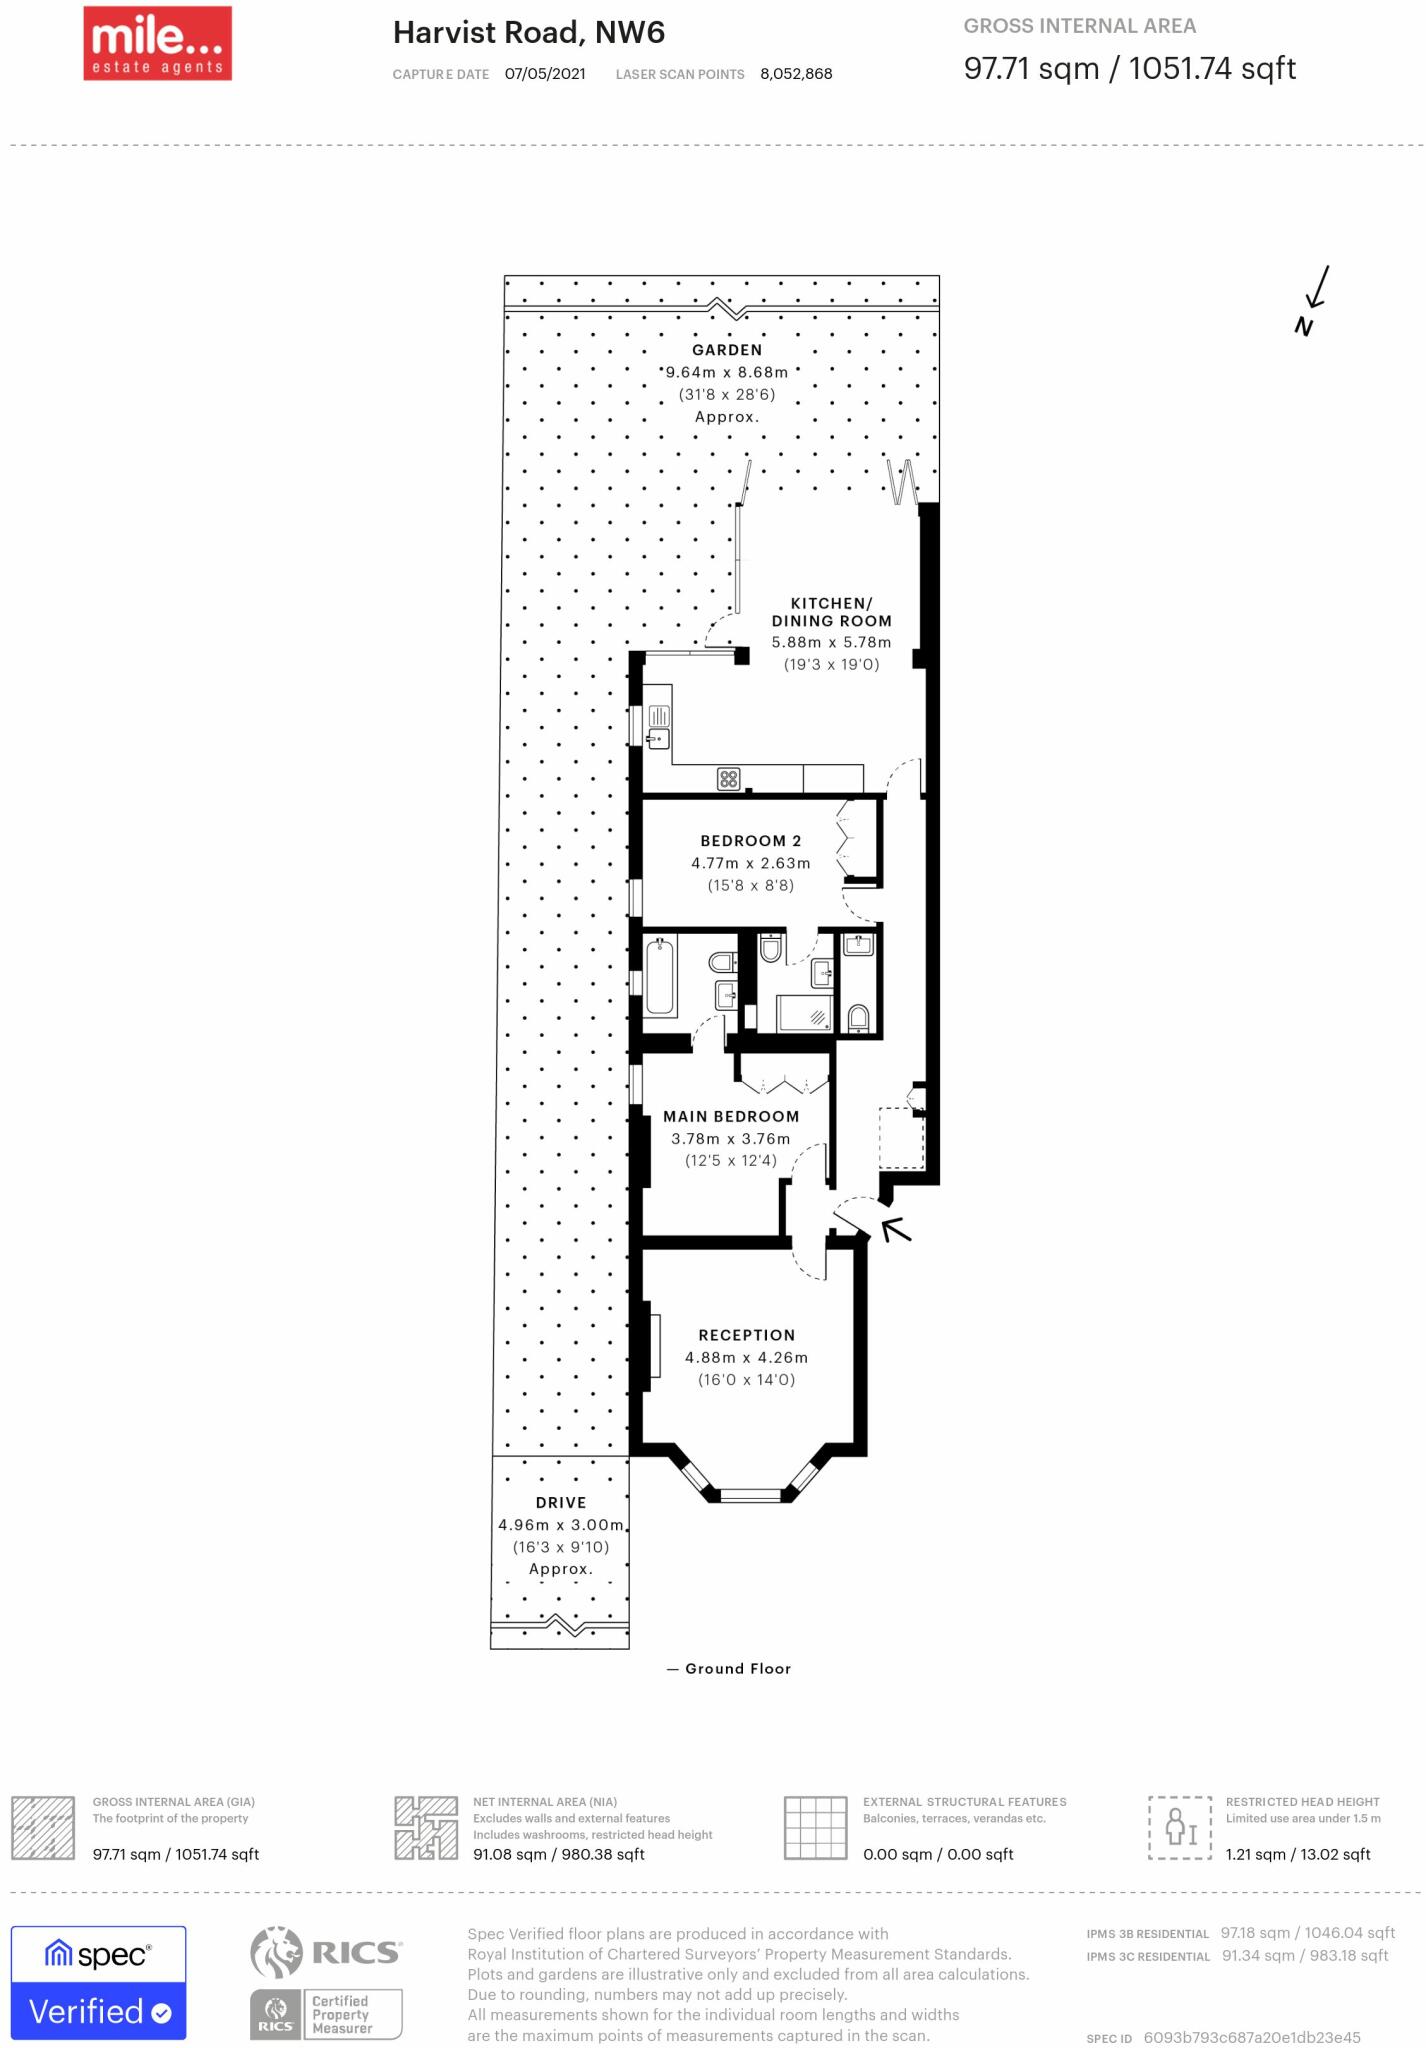 mile...
estate agents
Harvist Road, NW6
CAPTURE DATE 07/05/2021 LASER SCAN POINTS 8,052,868
GROSS INTERNAL AREA
97.71 sqm / 1051.74 sqft
N
GARDEN
9.64m x 8.68m
(31'8 x 28'6)
Approx.
KITCHEN/
DINING ROOM
5.88m x 5.78m
(19'3 x 19'0)
BEDROOM 2
4.77m x 2.63m
(15'8 x 8'8)
MAIN BEDROOM
3.78m x 3.76m
(12'5 x 12'4)
RECEPTION
4.88m x 4.26m
(16'0 x 14'0)
DRIVE
4.96m x 3.00m
(16'3 x 9'10)
Approx.
— Ground Floor
GROSS INTERNAL AREA (GIA)
The footprint of the property
97.71 sqm / 1051.74 sqft
NET INTERNAL AREA (NIA)
Excludes walls and external features
Includes washrooms, restricted head height
91.08 sqm / 980.38 sqft
EXTERNAL STRUCTURAL FEATURES
Balconies, terraces, verandas etc.
0.00 sqm / 0.00 sqft
RESTRICTED HEAD HEIGHT
Limited use area under 1.5 m
1.21 sqm / 13.02 sqft
spec®
Verified
RICS®
RICS®
Certified
Property
Measurer
Spec Verified floor plans are produced in accordance with
Royal Institution of Chartered Surveyors' Property Measurement Standards.
Plots and gardens are illustrative only and excluded from all area calculations.
Due to rounding, numbers may not add up precisely.
All measurements shown for the individual room lengths and widths
are the maximum points of measurements captured in the scan.
IPMS 3B RESIDENTIAL 97.18 sqm / 1046.04 sqft
IPMS 3C RESIDENTIAL 91.34 sqm / 983.18 sqft
SPEC ID 6093b793c687a20e1db23e45